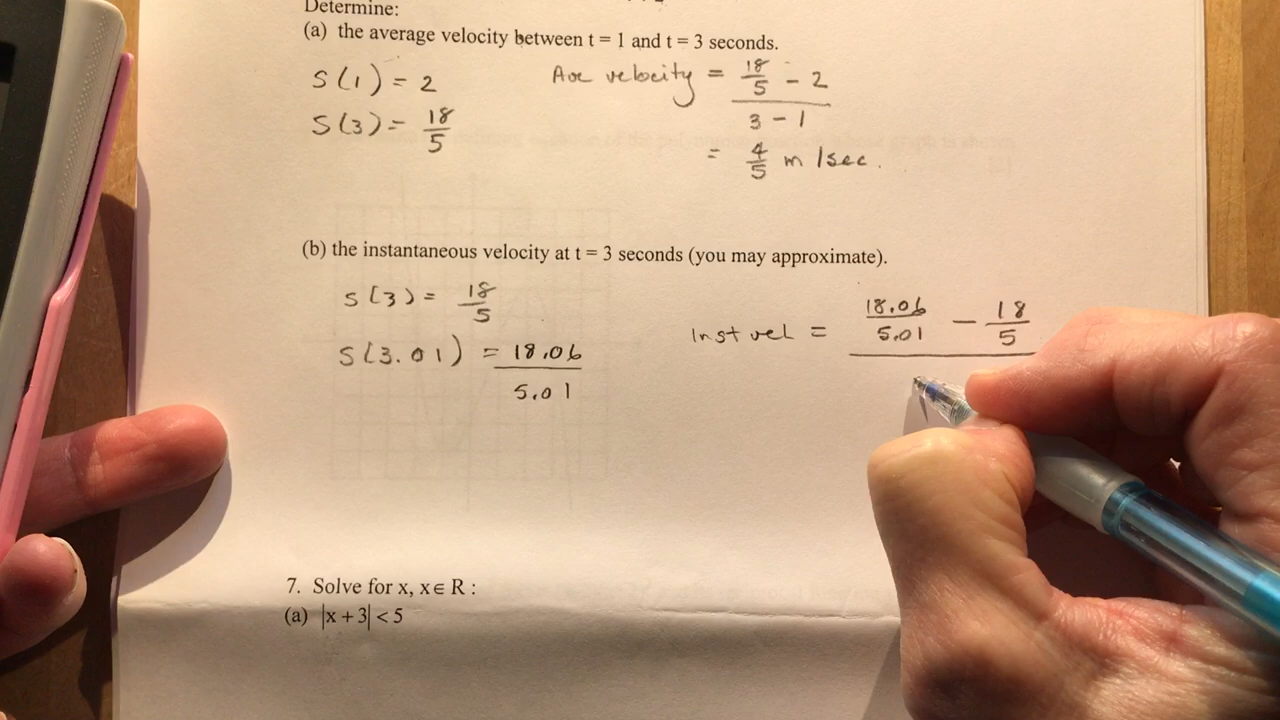 Determine:
(a) the average velocity between t = 1 and t = 3 seconds.
S(1) = 2
S(3) = 18/5
Ave velocity = (18/5 - 2)/(3 - 1)
= 4/5 m/sec.
(b) the instantaneous velocity at t = 3 seconds (you may approximate).
S(3) = 18/5
S(3.01) = 18.06/5.01
Inst vel = 18.06/5.01 - 18/5
7. Solve for x, x∈R :
(a) |x + 3| < 5